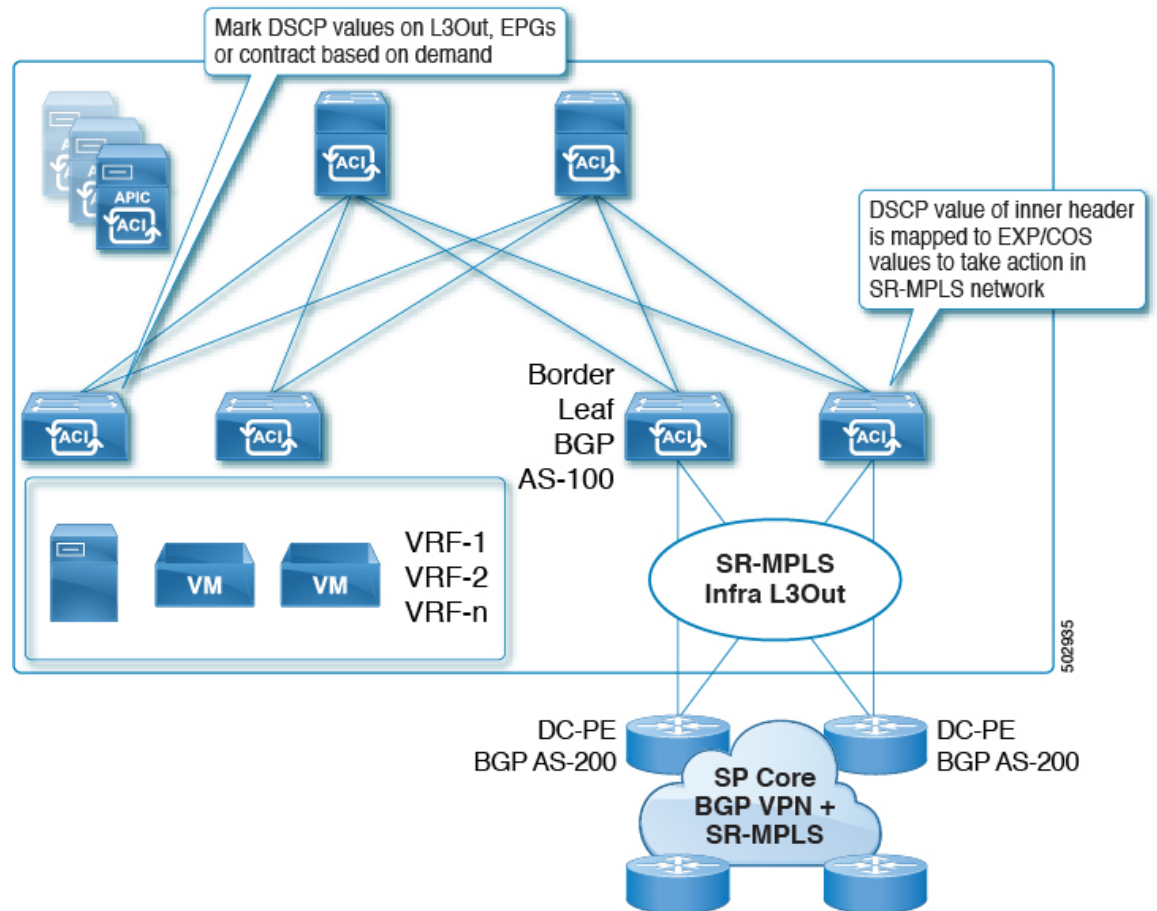 Mark DSCP values on L3Out, EPGs
or contract based on demand
ACI
ACI
APIC
ACI
DSCP value of inner header
is mapped to EXP/COS
values to take action in
SR-MPLS network
Border
Leaf
BGP
AS-100
ACI
ACI
ACI
ACI
VM
VM
VRF-1
VRF-2
VRF-n
SR-MPLS
Infra L3Out
502935
DC-PE
BGP AS-200
DC-PE
BGP AS-200
SP Core
BGP VPN +
SR-MPLS